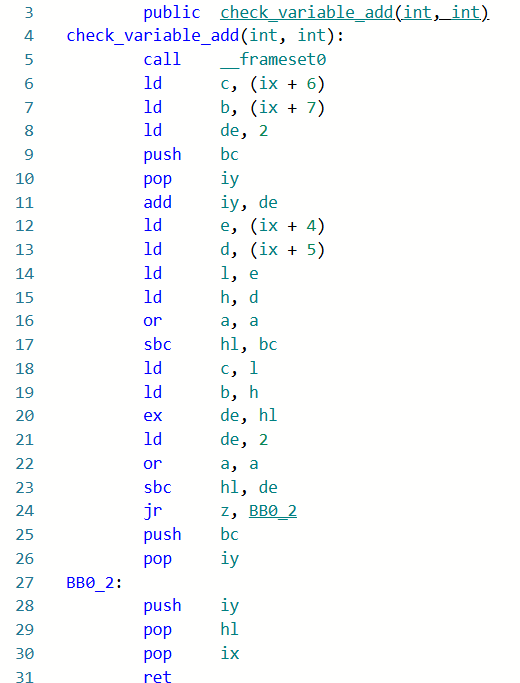 3 public check_variable_add(int, int)
4 check_variable_add(int, int):
5 call __frameset0
6 ld c, (ix + 6)
7 ld b, (ix + 7)
8 ld de, 2
9 push bc
10 pop iy
11 add iy, de
12 ld e, (ix + 4)
13 ld d, (ix + 5)
14 ld l, e
15 ld h, d
16 or a, a
17 sbc hl, bc
18 ld c, l
19 ld b, h
20 ex de, hl
21 ld de, 2
22 or a, a
23 sbc hl, de
24 jr z, BB0_2
25 push bc
26 pop iy
27 BB0_2:
28 push iy
29 pop hl
30 pop ix
31 ret